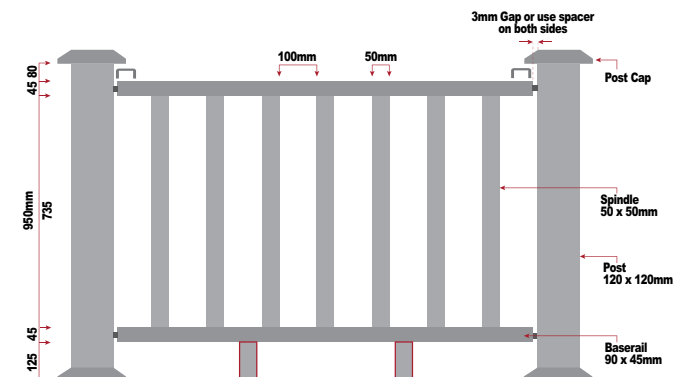 3mm Gap or use spacer
on both sides
100mm
50mm
80
45
Post Cap
950mm
735
Spindle
50 x 50mm
Post
120 x 120mm
45
125
Baserail
90 x 45mm